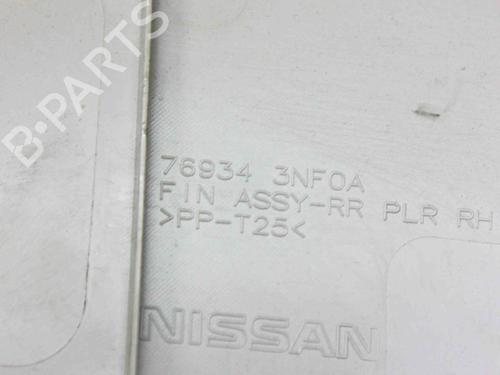 B-PARTS
76934 3NF0A
FIN ASSY-RR PLR RH
>PP-T25<
NISSAN